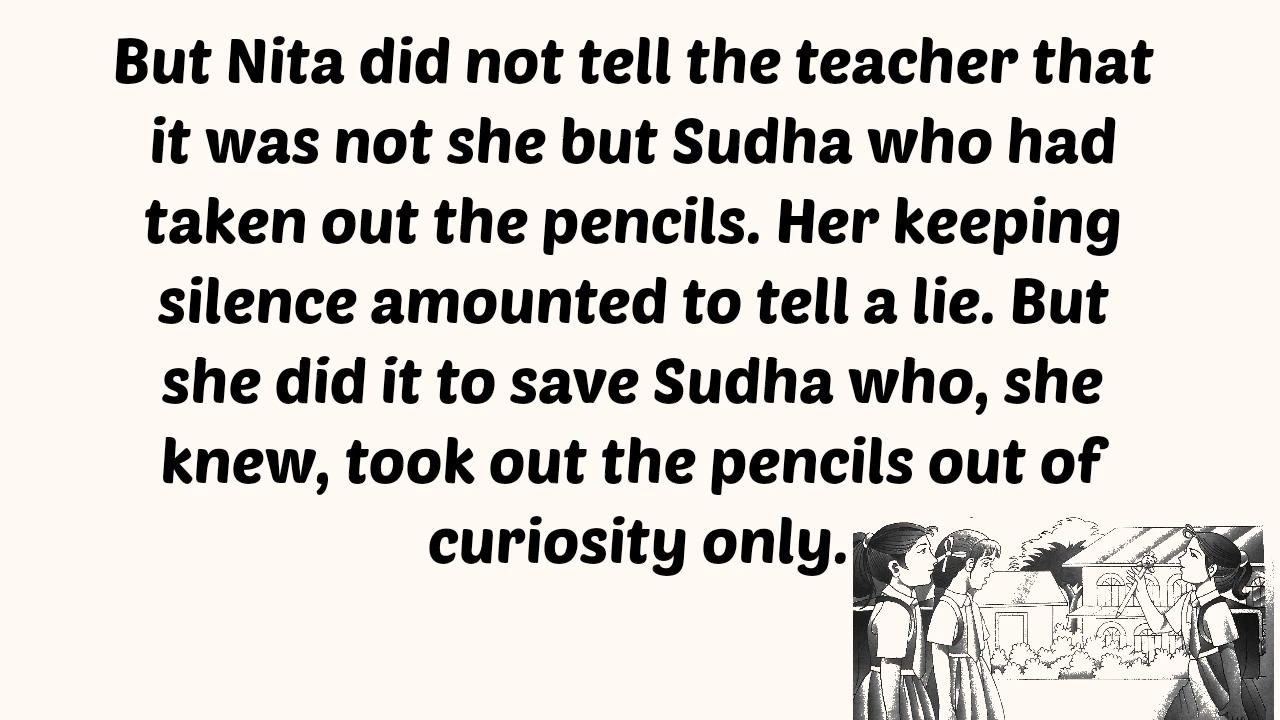 But Nita did not tell the teacher that
it was not she but Sudha who had
taken out the pencils. Her keeping
silence amounted to tell a lie. But
she did it to save Sudha who, she
knew, took out the pencils out of
curiosity only.